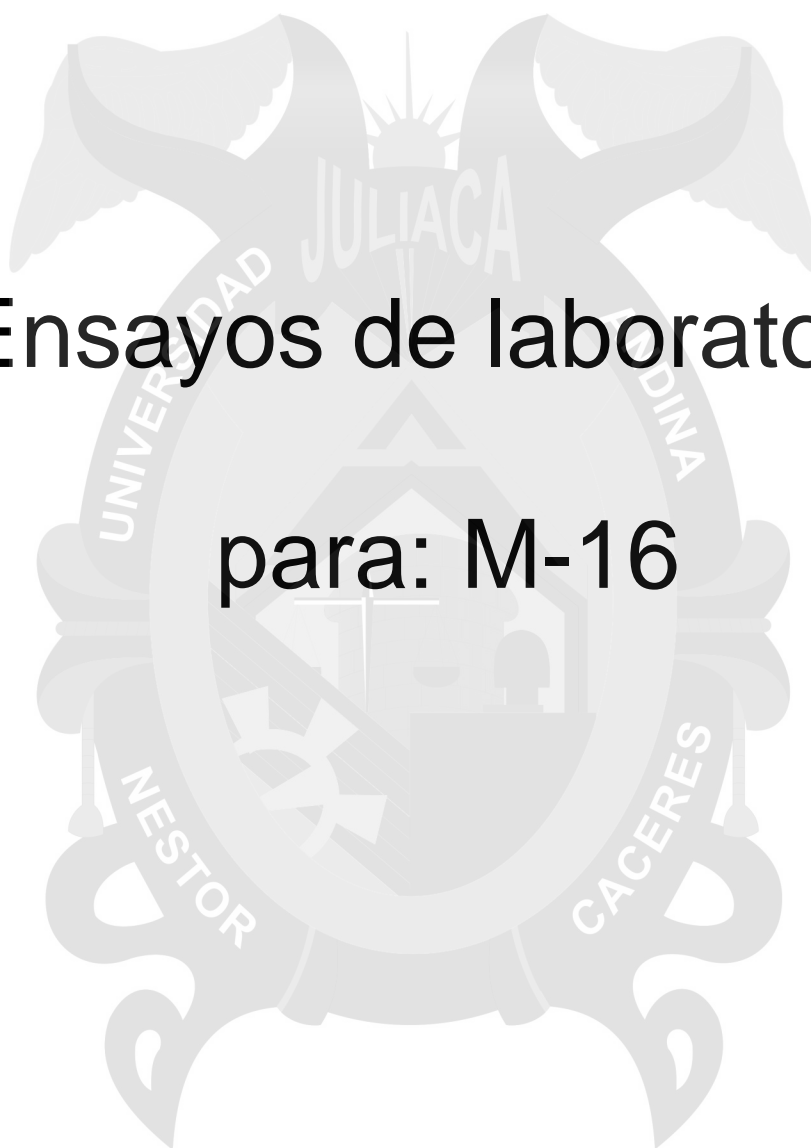 JULIACA
UNIVERSIDAD
ANDINA
Ensayos de laborato
para: M-16
NESTOR
CACERES